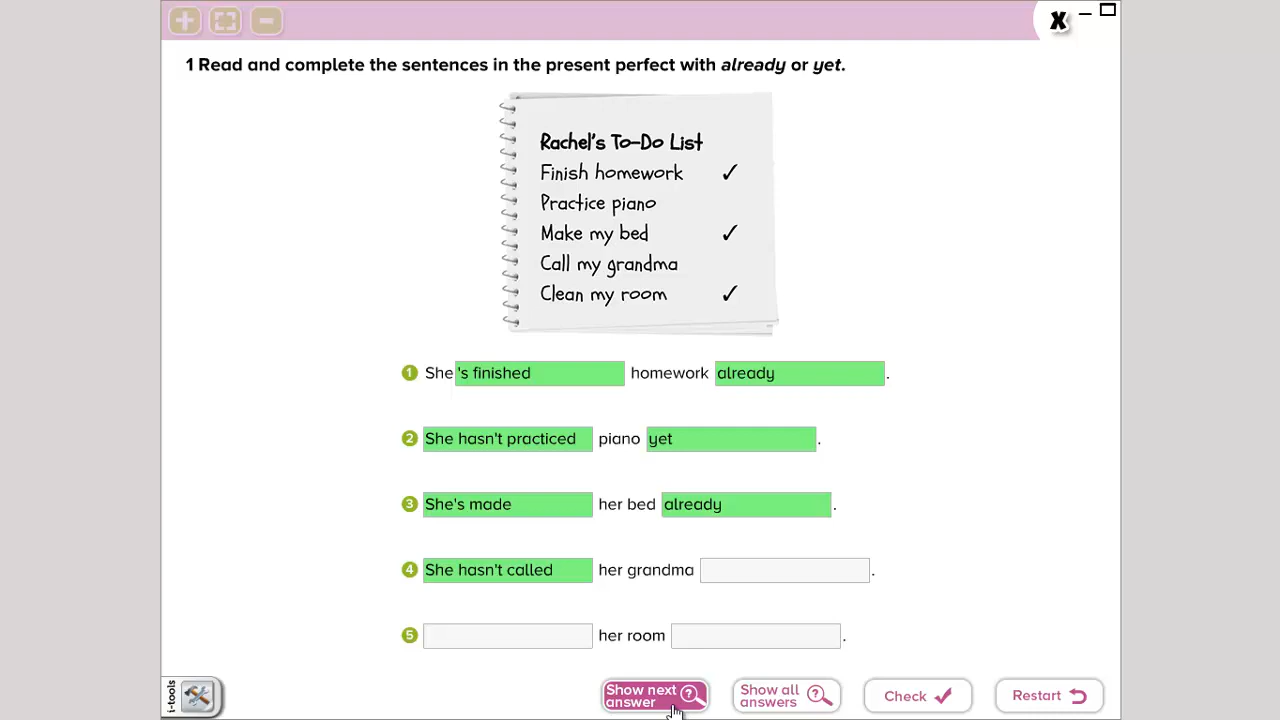 1 Read and complete the sentences in the present perfect with already or yet.
Rachel's To-Do List
Finish homework ✓
Practice piano
Make my bed ✓
Call my grandma
Clean my room ✓
1 She 's finished homework already .
2 She hasn't practiced piano yet .
3 She's made her bed already .
4 She hasn't called her grandma .
5 her room .
i-tools
Show next
answer
Show all
answers
Check
Restart